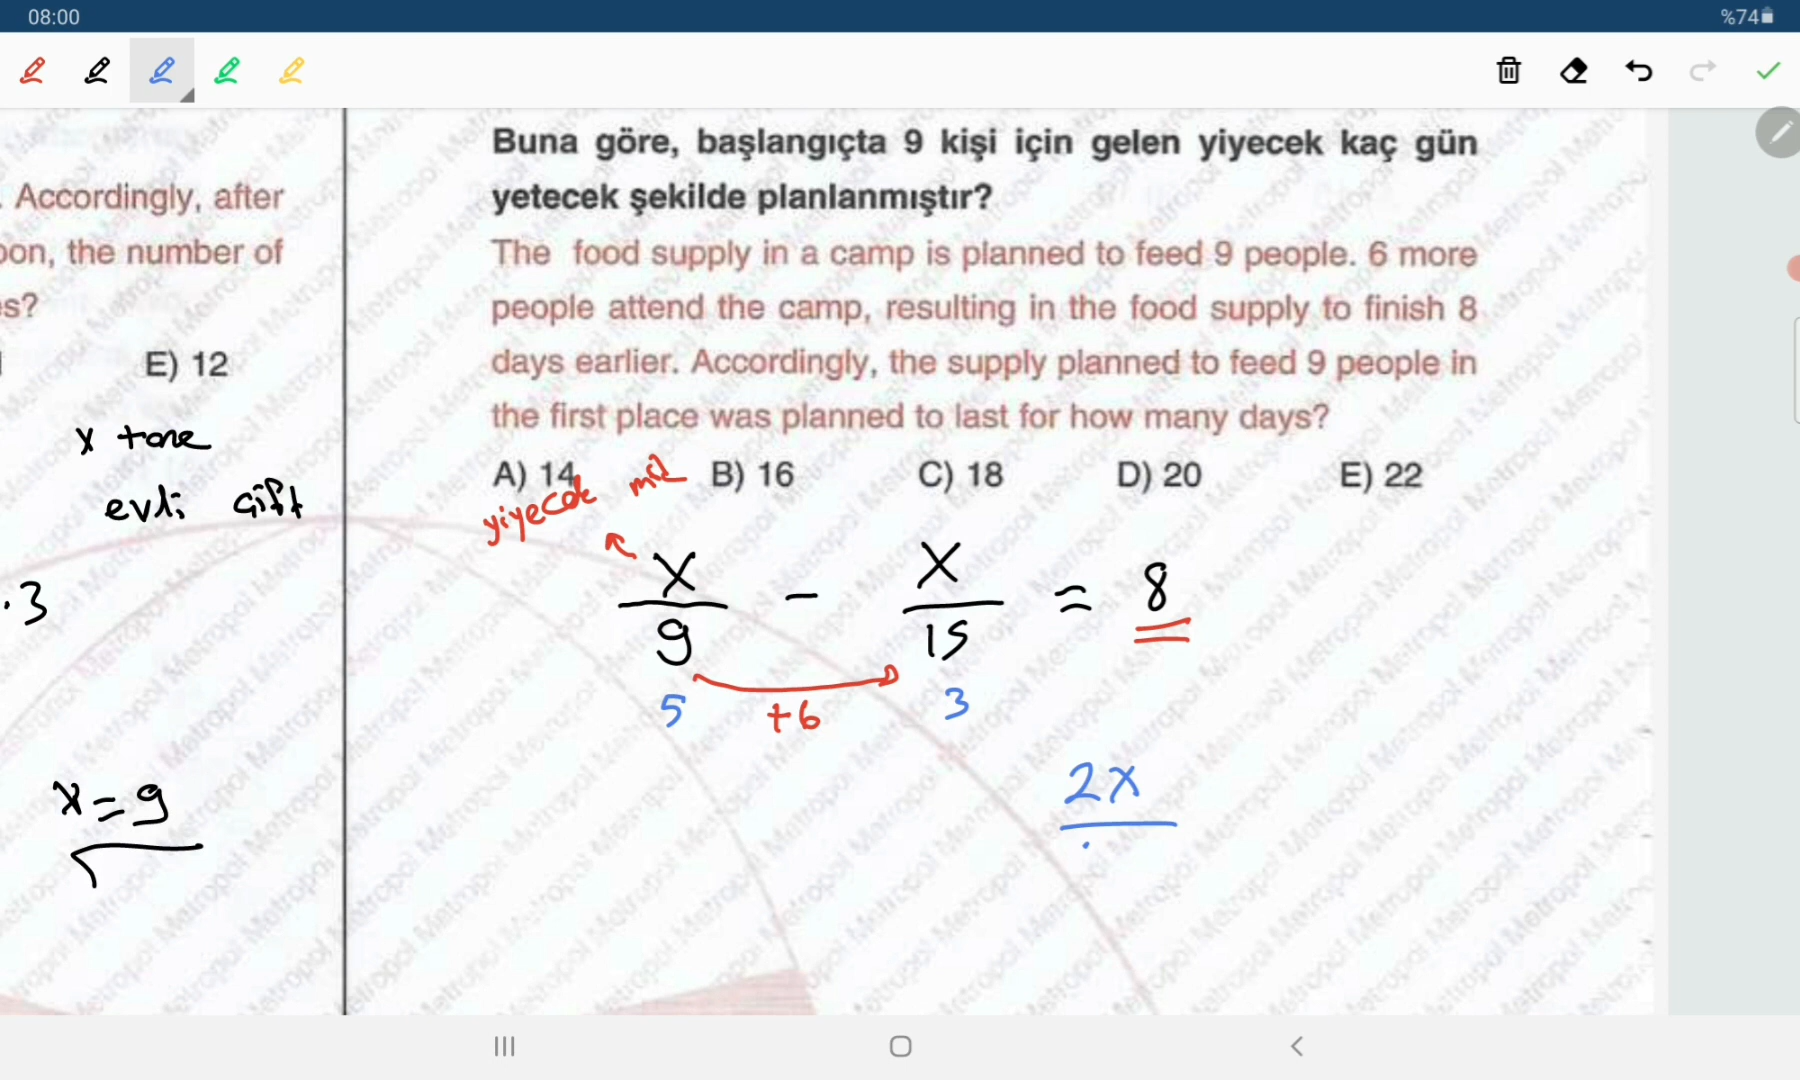 08:00
%74
. Accordingly, after
oon, the number of
es?
E) 12
x tane
evli çift
.3
x=9
Buna göre, başlangıçta 9 kişi için gelen yiyecek kaç gün
yetecek şekilde planlanmıştır?
The food supply in a camp is planned to feed 9 people. 6 more
people attend the camp, resulting in the food supply to finish 8
days earlier. Accordingly, the supply planned to feed 9 people in
the first place was planned to last for how many days?
A) 14 B) 16 C) 18 D) 20 E) 22
yiyecek mik
x/9 - x/15 = 8
5 +6 3
2x
Metropol